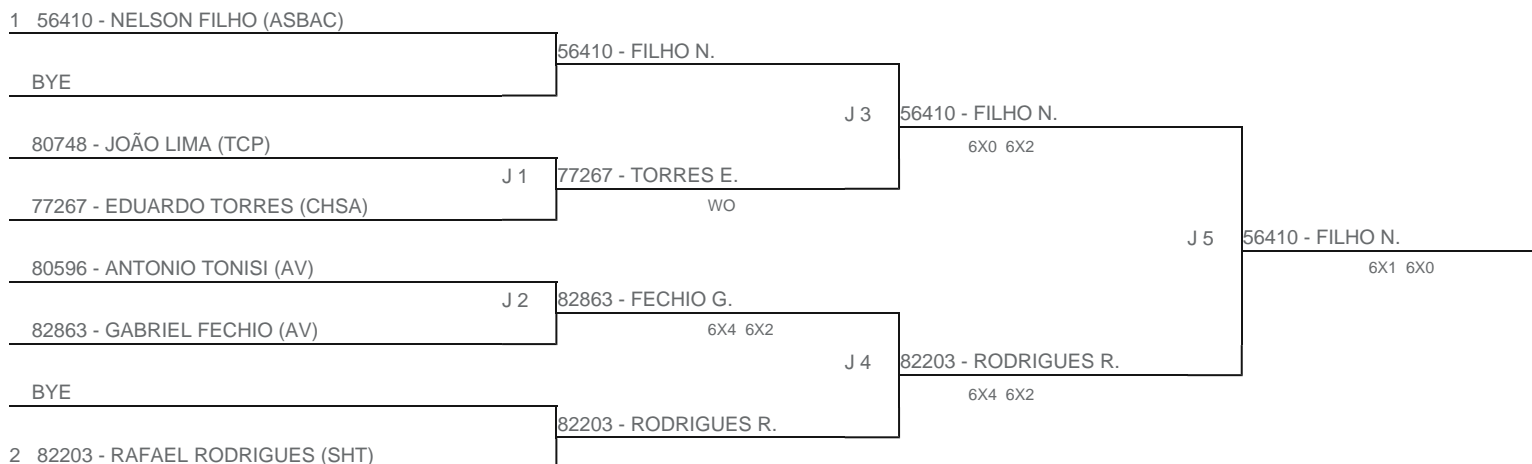 1 56410 - NELSON FILHO (ASBAC)
56410 - FILHO N.
BYE
J 3
56410 - FILHO N.
80748 - JOÃO LIMA (TCP)
6X0 6X2
J 1
77267 - TORRES E.
77267 - EDUARDO TORRES (CHSA)
WO
J 5
56410 - FILHO N.
80596 - ANTONIO TONISI (AV)
6X1 6X0
J 2
82863 - FECHIO G.
82863 - GABRIEL FECHIO (AV)
6X4 6X2
J 4
82203 - RODRIGUES R.
BYE
6X4 6X2
82203 - RODRIGUES R.
2 82203 - RAFAEL RODRIGUES (SHT)